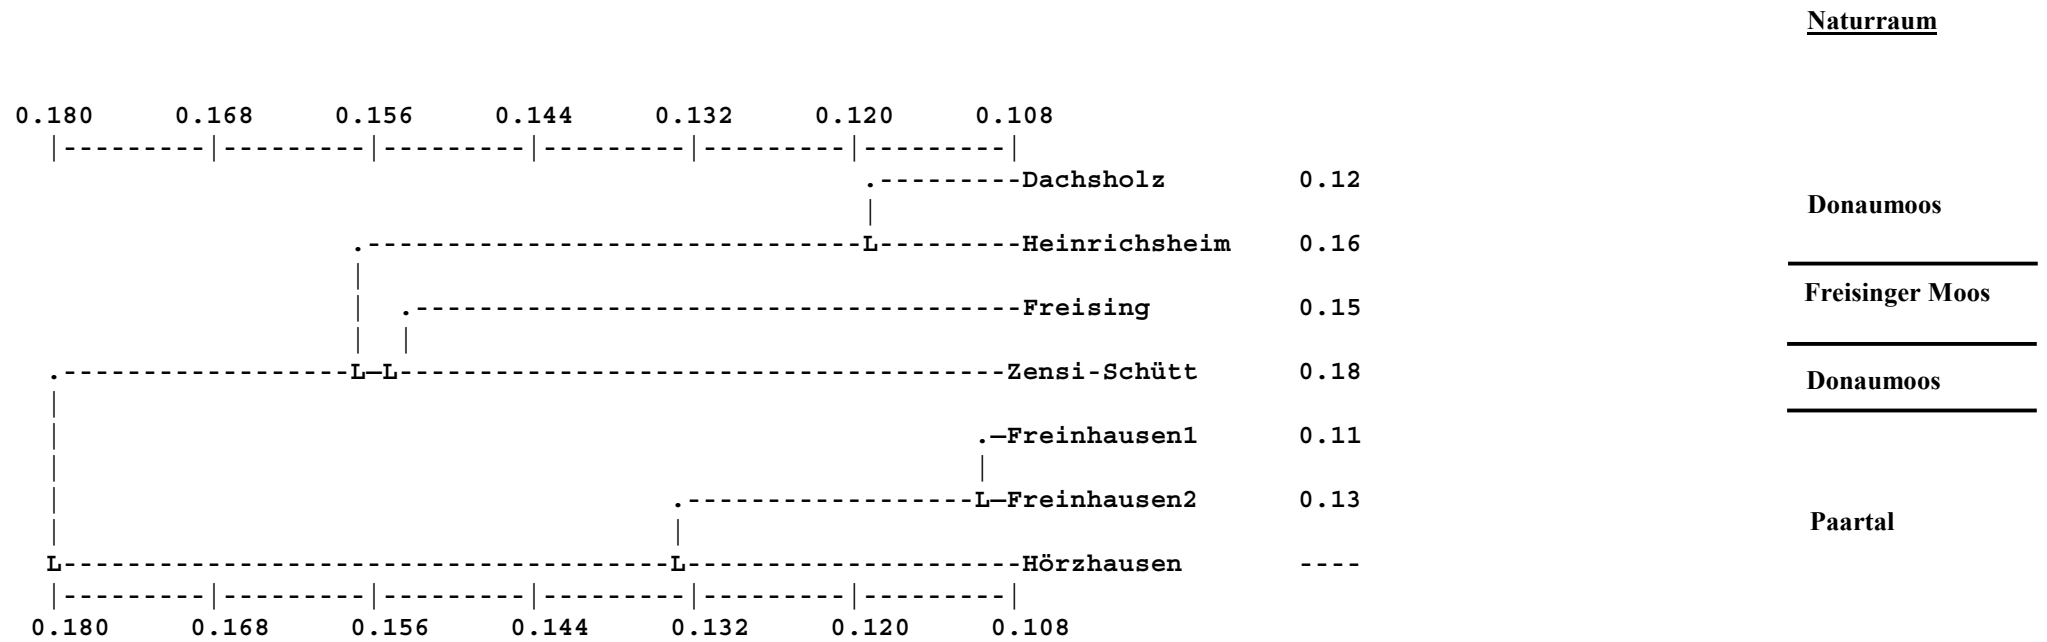 Naturraum
0.180 0.168 0.156 0.144 0.132 0.120 0.108
Dachsholz 0.12
Donaumoos
Heinrichsheim 0.16
Freisinger Moos
Freising 0.15
Zensi-Schütt 0.18
Donaumoos
Freinhausen1 0.11
Freinhausen2 0.13
Paartal
Hörzhausen ----
0.180 0.168 0.156 0.144 0.132 0.120 0.108